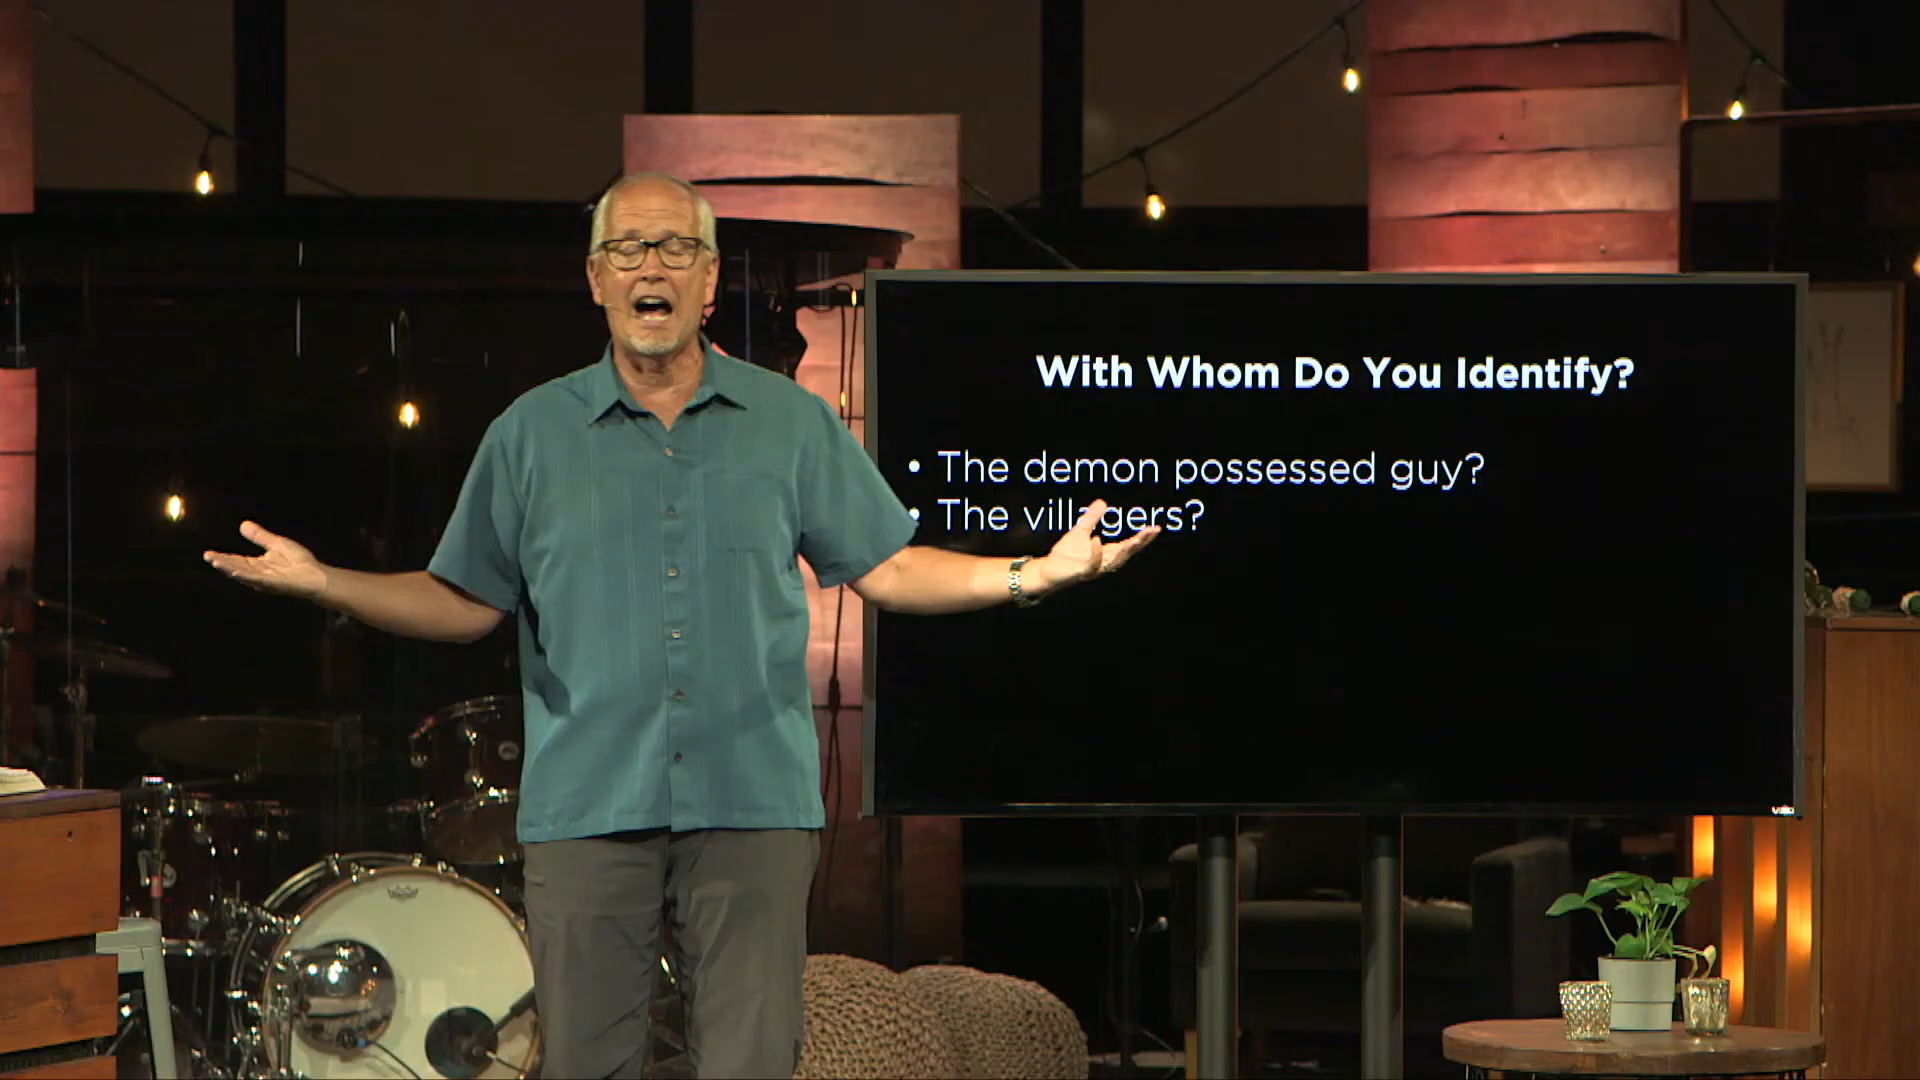 With Whom Do You Identify?
• The demon possessed guy?
• The villagers?